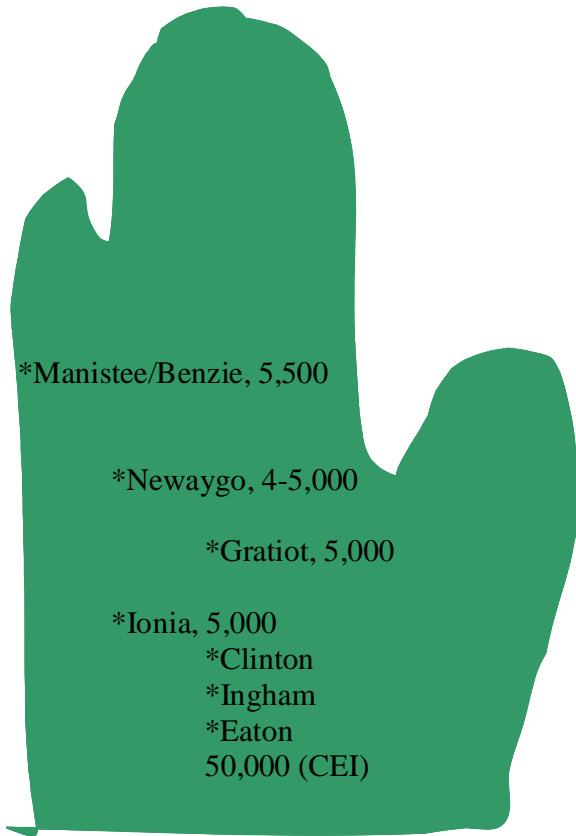 *Manistee/Benzie, 5,500
*Newaygo, 4-5,000
*Gratiot, 5,000
*Ionia, 5,000
*Clinton
*Ingham
*Eaton
50,000 (CEI)